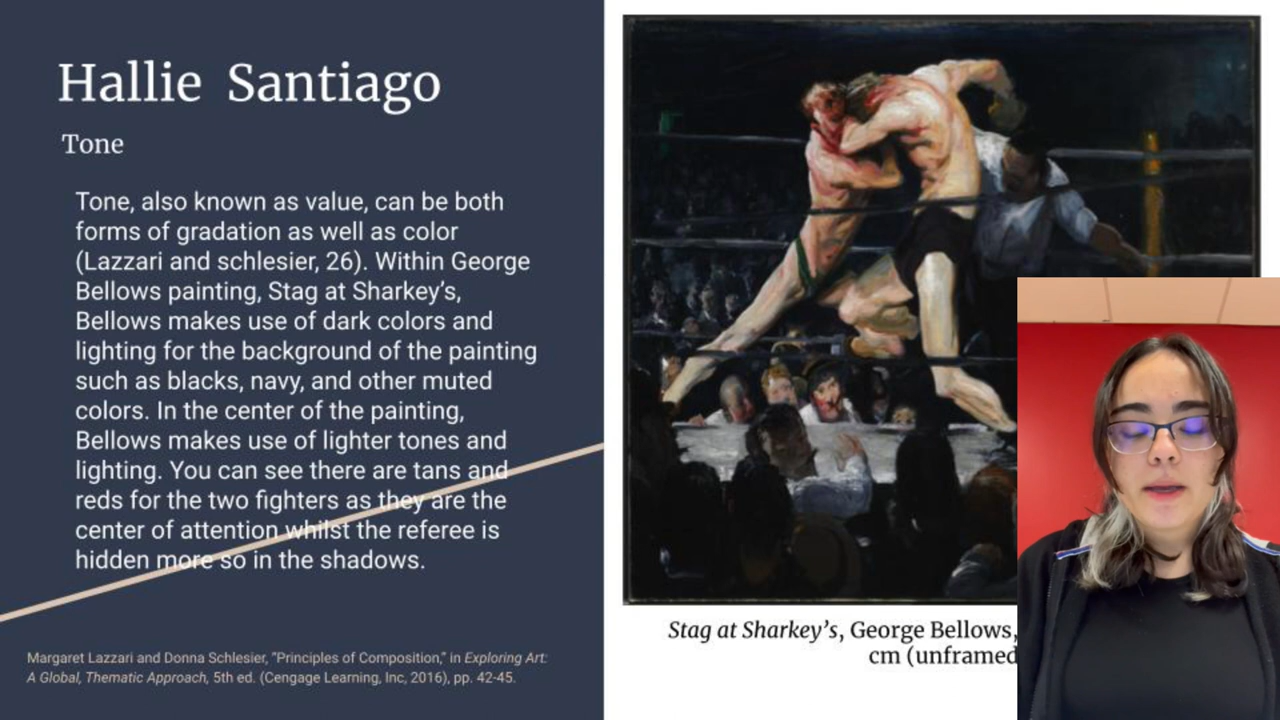 Hallie Santiago
Tone
Tone, also known as value, can be both
forms of gradation as well as color
(Lazzari and schlesier, 26). Within George
Bellows painting, Stag at Sharkey’s,
Bellows makes use of dark colors and
lighting for the background of the painting
such as blacks, navy, and other muted
colors. In the center of the painting,
Bellows makes use of lighter tones and
lighting. You can see there are tans and
reds for the two fighters as they are the
center of attention whilst the referee is
hidden more so in the shadows.
Margaret Lazzari and Donna Schlesier, “Principles of Composition,” in Exploring Art:
A Global, Thematic Approach, 5th ed. (Cengage Learning, Inc, 2016), pp. 42-45.
Stag at Sharkey’s, George Bellows,
cm (unframed